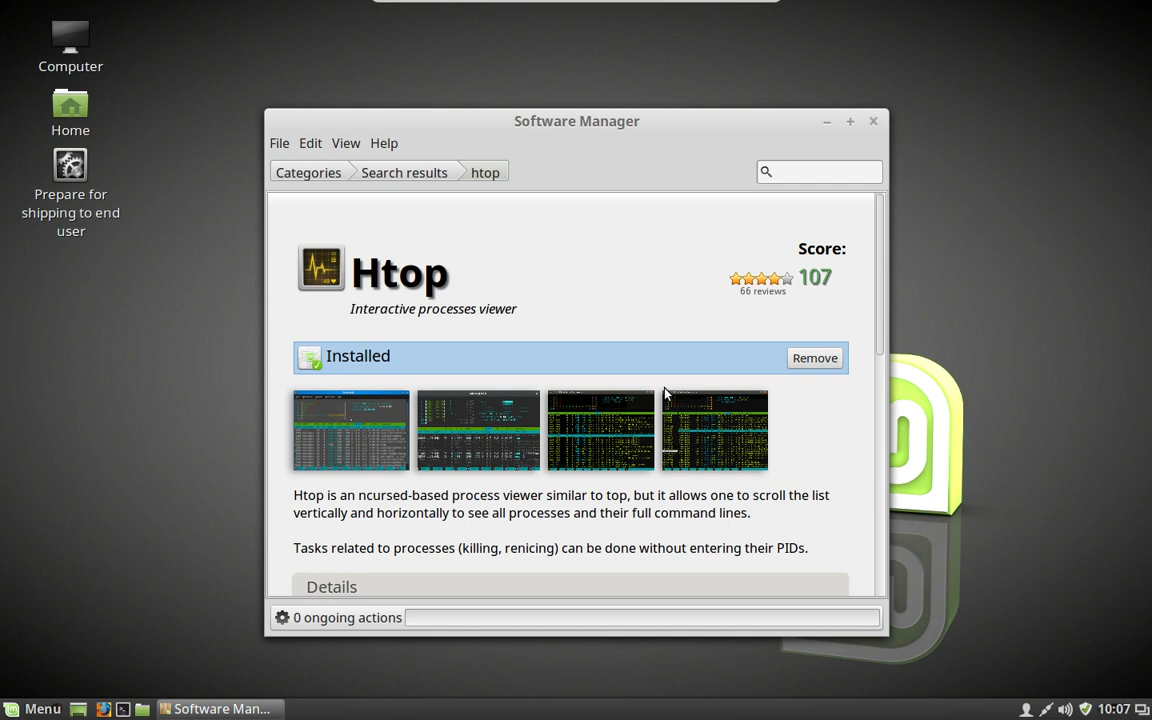 Computer
Home
Prepare for
shipping to end
user
Software Manager
File Edit View Help
Categories Search results htop
Htop
Interactive processes viewer
Score:
107
66 reviews
Installed
Remove
Htop is an ncursed-based process viewer similar to top, but it allows one to scroll the list
vertically and horizontally to see all processes and their full command lines.
Tasks related to processes (killing, renicing) can be done without entering their PIDs.
Details
0 ongoing actions
Menu
Software Man...
10:07